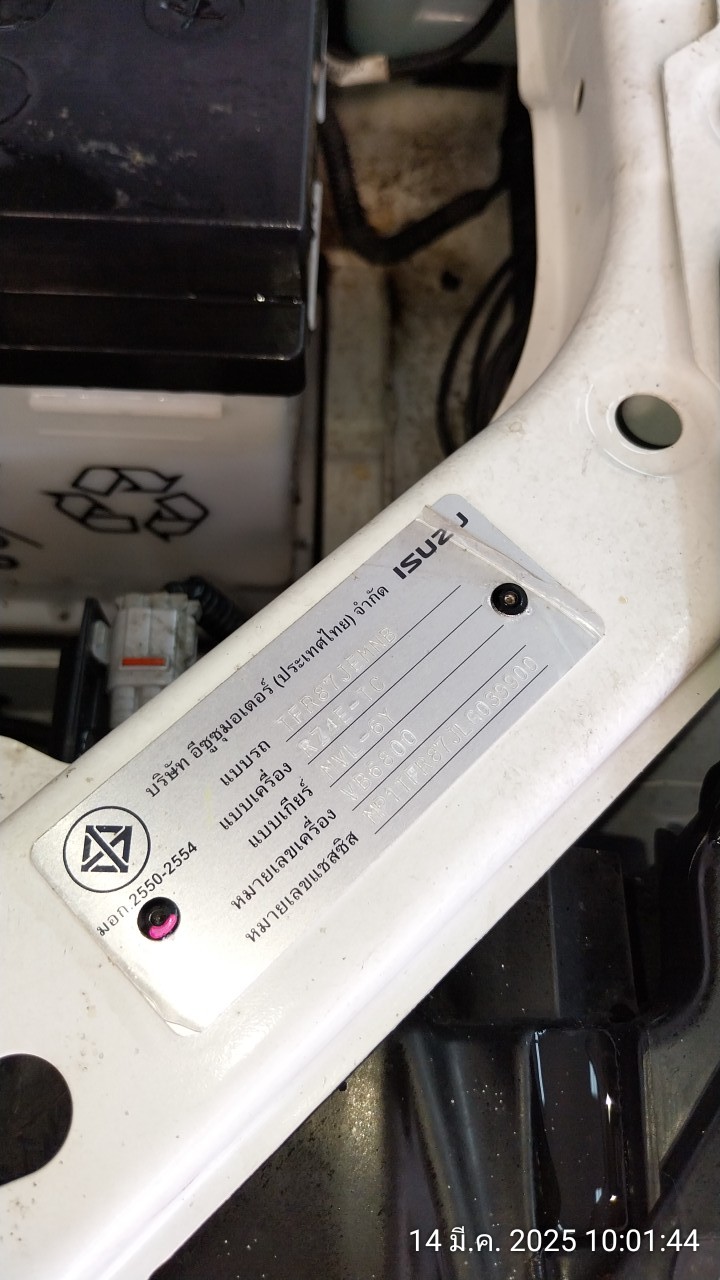 ISUZU
บริษัท อีซูซุมอเตอร์ (ประเทศไทย) จำกัด
แบบรถ
แบบเครื่อง RZ4E-TC
แบบเกียร์ MVL-6Y
หมายเลขเครื่อง
หมายเลขแชสซีส
มอก.2550-2554
14 มี.ค. 2025 10:01:44